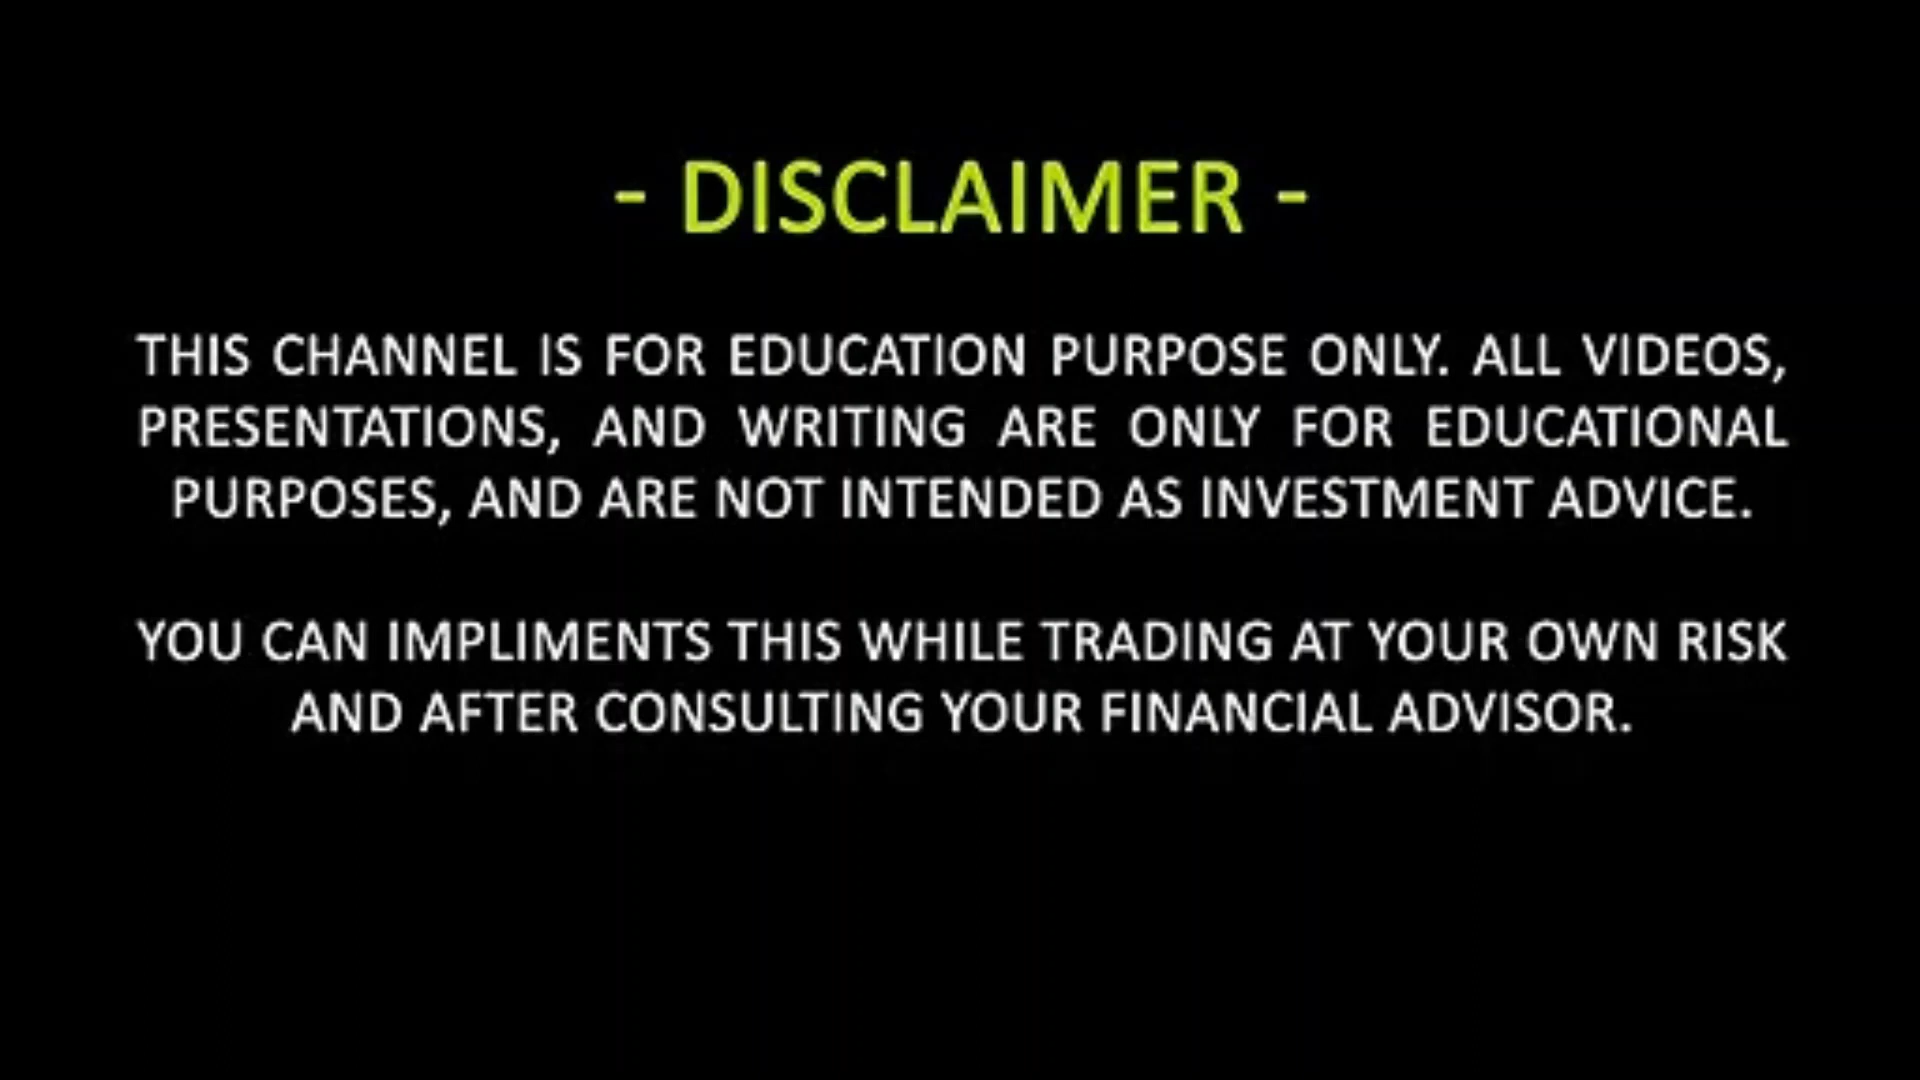 - DISCLAIMER -
THIS CHANNEL IS FOR EDUCATION PURPOSE ONLY. ALL VIDEOS,
PRESENTATIONS, AND WRITING ARE ONLY FOR EDUCATIONAL
PURPOSES, AND ARE NOT INTENDED AS INVESTMENT ADVICE.
YOU CAN IMPLIMENTS THIS WHILE TRADING AT YOUR OWN RISK
AND AFTER CONSULTING YOUR FINANCIAL ADVISOR.